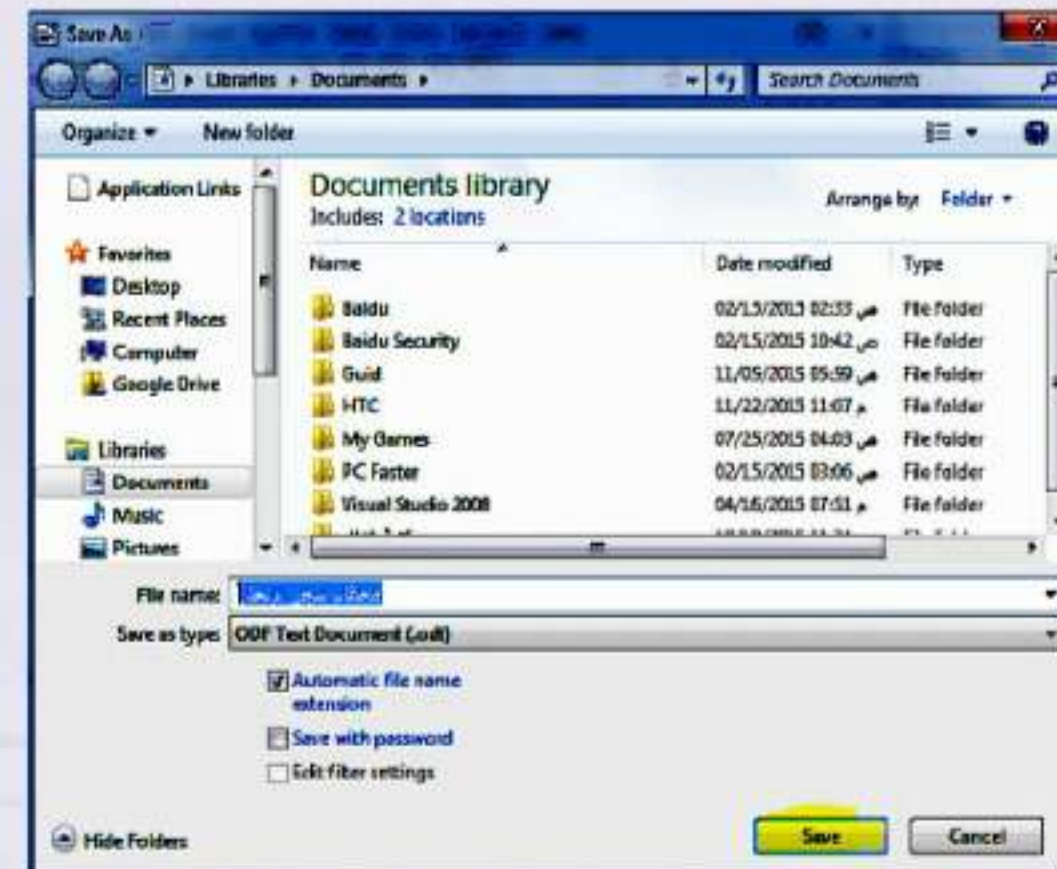 Save As
Libraries Documents
Search Documents
Organize New folder
Application Links
Favorites
Desktop
Recent Places
Computer
Google Drive
Libraries
Documents
Music
Pictures
Documents library
Includes: 2 locations
Arrange by: Folder
Name Date modified Type
Baidu 02/15/2015 02:33 ص File folder
Baidu Security 02/15/2015 10:42 ص File folder
Guid 11/05/2015 05:59 ص File folder
HTC 11/22/2015 11:07 م File folder
My Games 07/25/2015 04:03 ص File folder
PC Faster 02/15/2015 03:06 ص File folder
Visual Studio 2008 04/16/2015 07:51 م File folder
File name:
Save as type: ODF Text Document (.odt)
Automatic file name
extension
Save with password
Edit filter settings
Hide Folders
Save Cancel